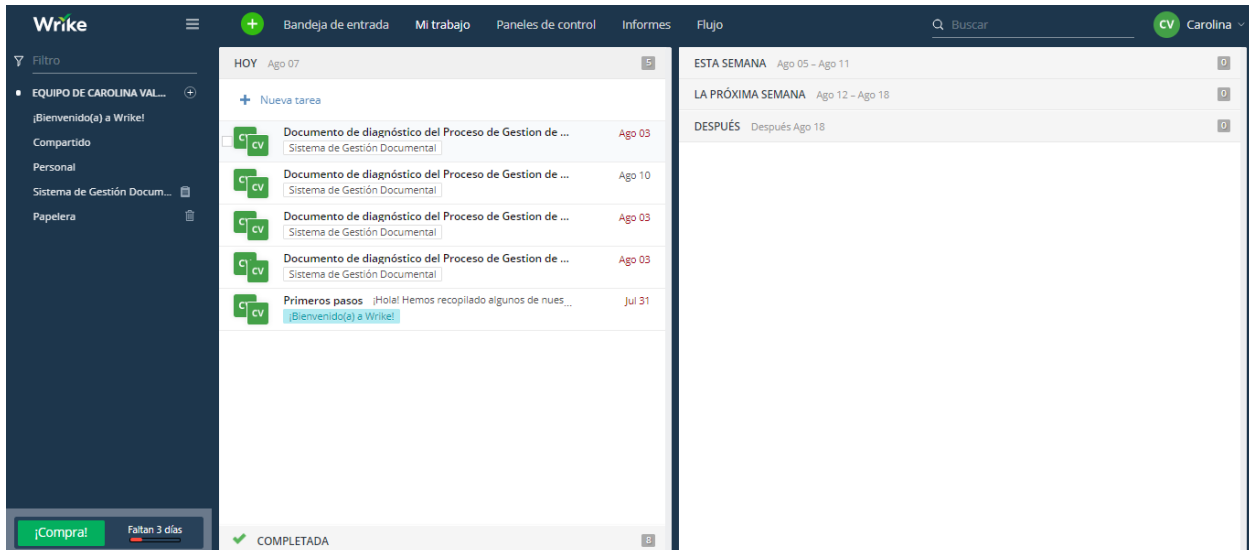 Wrike
Bandeja de entrada Mi trabajo Paneles de control Informes Flujo Buscar CV Carolina
Filtro
EQUIPO DE CAROLINA VAL...
¡Bienvenido(a) a Wrike!
Compartido
Personal
Sistema de Gestión Docum...
Papelera
¡Compra! Faltan 3 días
HOY Ago 07 5
+ Nueva tarea
CV Documento de diagnóstico del Proceso de Gestion de ... Ago 03
Sistema de Gestión Documental
CV Documento de diagnóstico del Proceso de Gestion de ... Ago 10
Sistema de Gestión Documental
CV Documento de diagnóstico del Proceso de Gestion de ... Ago 03
Sistema de Gestión Documental
CV Documento de diagnóstico del Proceso de Gestion de ... Ago 03
Sistema de Gestión Documental
CV Primeros pasos ¡Hola! Hemos recopilado algunos de nues... Jul 31
¡Bienvenido(a) a Wrike!
COMPLETADA 8
ESTA SEMANA Ago 05 – Ago 11 0
LA PRÓXIMA SEMANA Ago 12 – Ago 18 0
DESPUÉS Después Ago 18 0